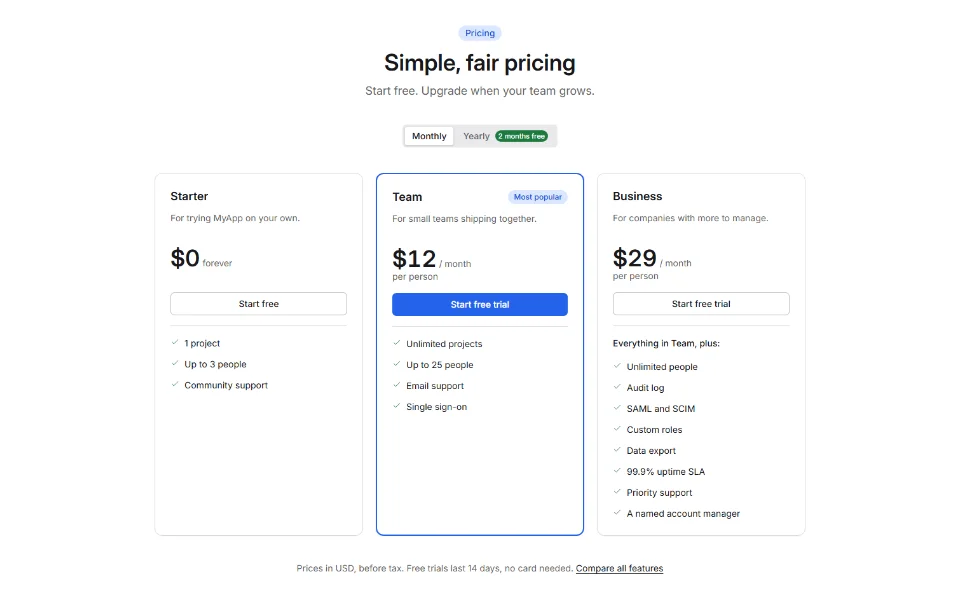 Pricing
Simple, fair pricing
Start free. Upgrade when your team grows.
Monthly Yearly 2 months free
Starter
For trying MyApp on your own.
$0 forever
Start free
1 project
Up to 3 people
Community support
Team Most popular
For small teams shipping together.
$12 / month
per person
Start free trial
Unlimited projects
Up to 25 people
Email support
Single sign-on
Business
For companies with more to manage.
$29 / month
per person
Start free trial
Everything in Team, plus:
Unlimited people
Audit log
SAML and SCIM
Custom roles
Data export
99.9% uptime SLA
Priority support
A named account manager
Prices in USD, before tax. Free trials last 14 days, no card needed. Compare all features